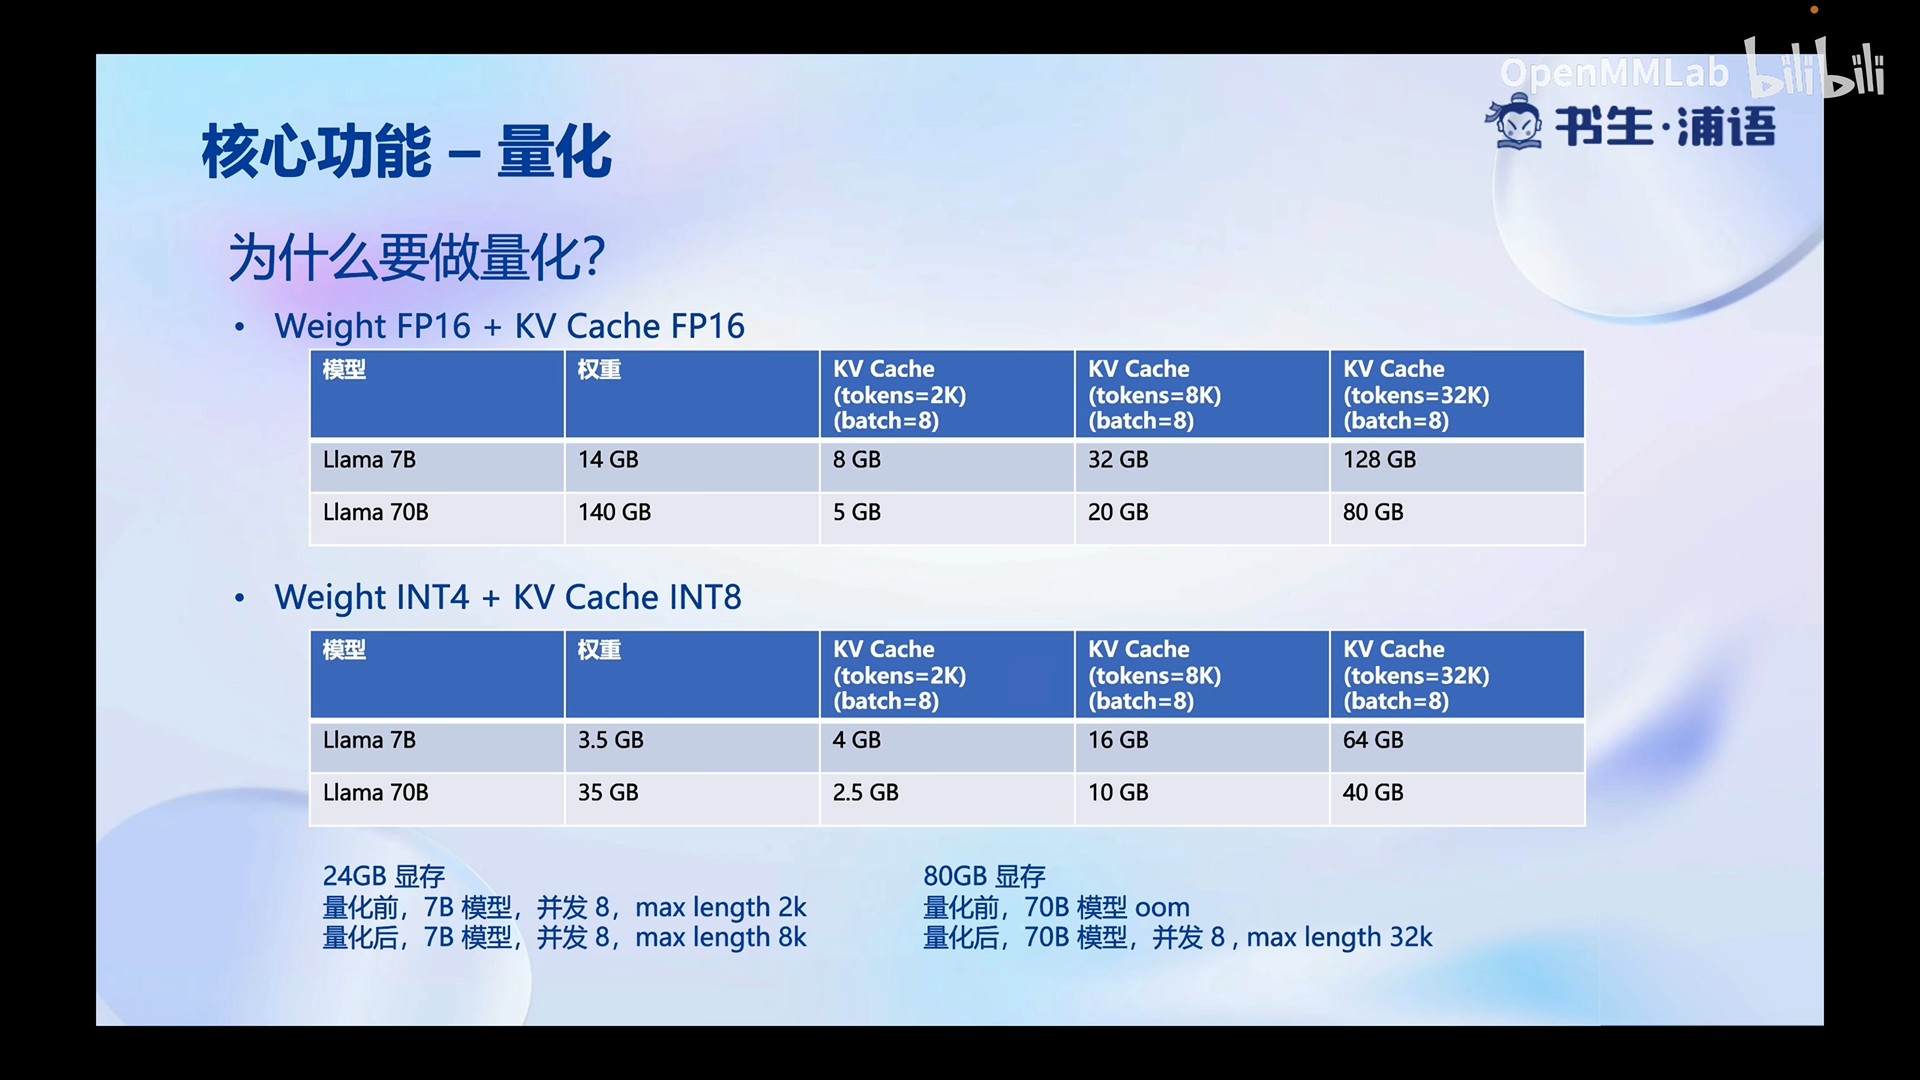 OpenMMLab bilibili
书生·浦语
核心功能 – 量化
为什么要做量化？
• Weight FP16 + KV Cache FP16
模型 权重 KV Cache (tokens=2K) (batch=8) KV Cache (tokens=8K) (batch=8) KV Cache (tokens=32K) (batch=8)
Llama 7B 14 GB 8 GB 32 GB 128 GB
Llama 70B 140 GB 5 GB 20 GB 80 GB
• Weight INT4 + KV Cache INT8
模型 权重 KV Cache (tokens=2K) (batch=8) KV Cache (tokens=8K) (batch=8) KV Cache (tokens=32K) (batch=8)
Llama 7B 3.5 GB 4 GB 16 GB 64 GB
Llama 70B 35 GB 2.5 GB 10 GB 40 GB
24GB 显存
量化前，7B 模型，并发 8，max length 2k
量化后，7B 模型，并发 8，max length 8k
80GB 显存
量化前，70B 模型 oom
量化后，70B 模型，并发 8 , max length 32k